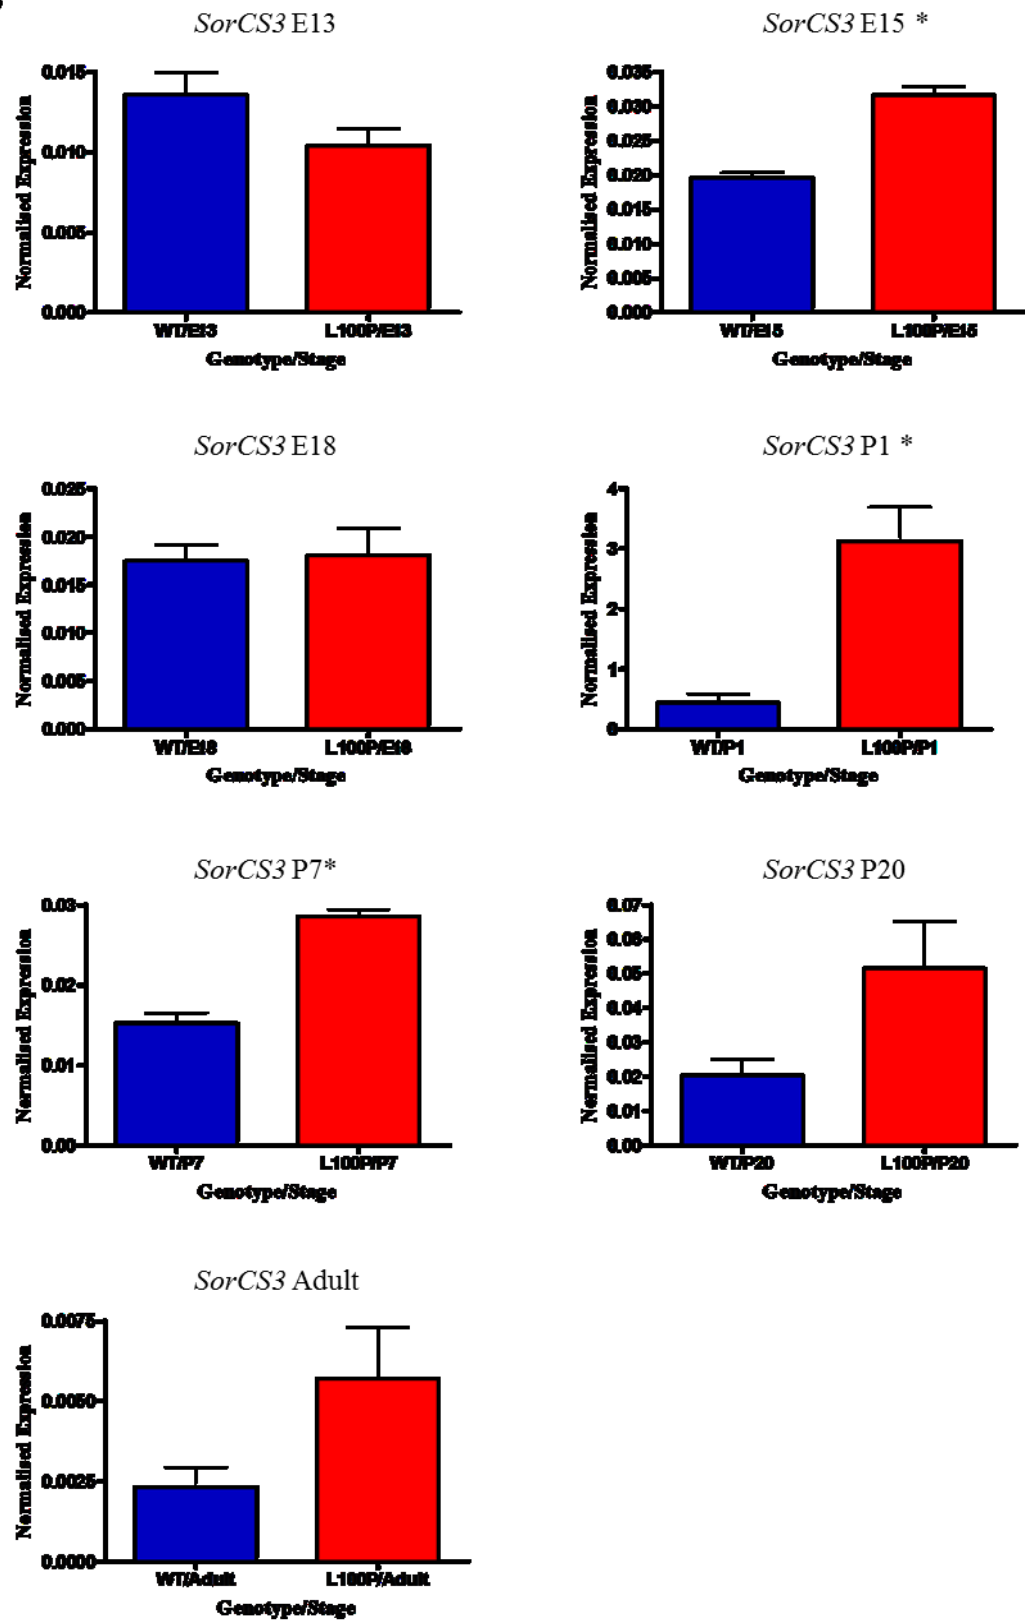 SorCS3 E13
0.015
0.010
0.005
0.000
Normalised Expression
WT/E13 L100P/E13
Genotype/Stage
SorCS3 E15 *
0.035
0.030
0.025
0.020
0.015
0.010
0.005
0.000
Normalised Expression
WT/E15 L100P/E15
Genotype/Stage
SorCS3 E18
0.025
0.020
0.015
0.010
0.005
0.000
Normalised Expression
WT/E18 L100P/E18
Genotype/Stage
SorCS3 P1 *
4
3
2
1
0
Normalised Expression
WT/P1 L100P/P1
Genotype/Stage
SorCS3 P7*
0.03
0.02
0.01
0.00
Normalised Expression
WT/P7 L100P/P7
Genotype/Stage
SorCS3 P20
0.07
0.06
0.05
0.04
0.03
0.02
0.01
0.00
Normalised Expression
WT/P20 L100P/P20
Genotype/Stage
SorCS3 Adult
0.0075
0.0050
0.0025
0.0000
Normalised Expression
WT/Adult L100P/Adult
Genotype/Stage